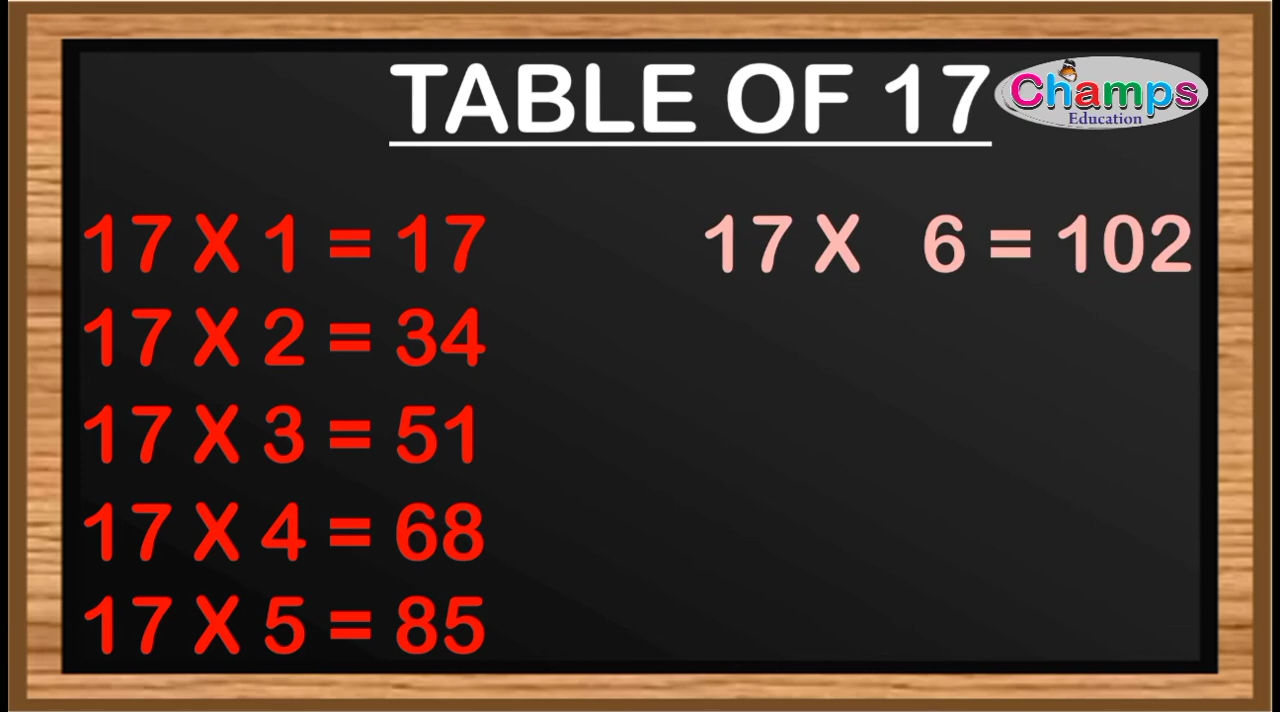 TABLE OF 17
Champs
Education
17 X 1 = 17
17 X 2 = 34
17 X 3 = 51
17 X 4 = 68
17 X 5 = 85
17 X 6 = 102